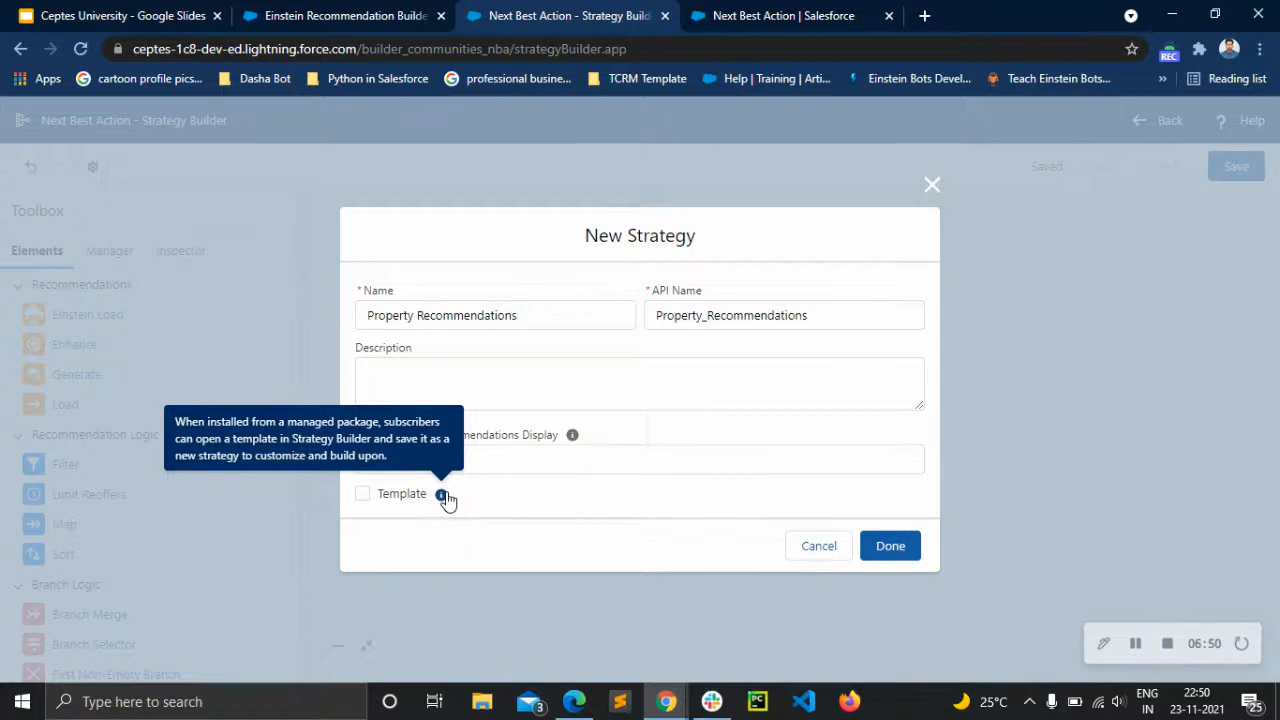 Ceptes University - Google Slides
Einstein Recommendation Builde
Next Best Action - Strategy Build
Next Best Action | Salesforce
ceptes-1c8-dev-ed.lightning.force.com/builder_communities_nba/strategyBuilder.app
REC
Apps
cartoon profile pics...
Dasha Bot
Python in Salesforce
professional busine...
TCRM Template
Help | Training | Arti...
Einstein Bots Devel...
Teach Einstein Bots...
»
Reading list
Next Best Action - Strategy Builder
Back
? Help
Saved
Save
Toolbox
Elements
Manager
Inspector
Recommendations
Einstein Load
Enhance
Generate
Load
Recommendation Logic
Filter
Limit Reoffers
Map
Sort
Branch Logic
Branch Merge
Branch Selector
First Non-Empty Branch
New Strategy
* Name
* API Name
Property Recommendations
Property_Recommendations
Description
When installed from a managed package, subscribers
can open a template in Strategy Builder and save it as a
new strategy to customize and build upon.
mendations Display
Template
Cancel
Done
06:50
Type here to search
3
PC
25°C
ENG
IN
22:50
23-11-2021
25